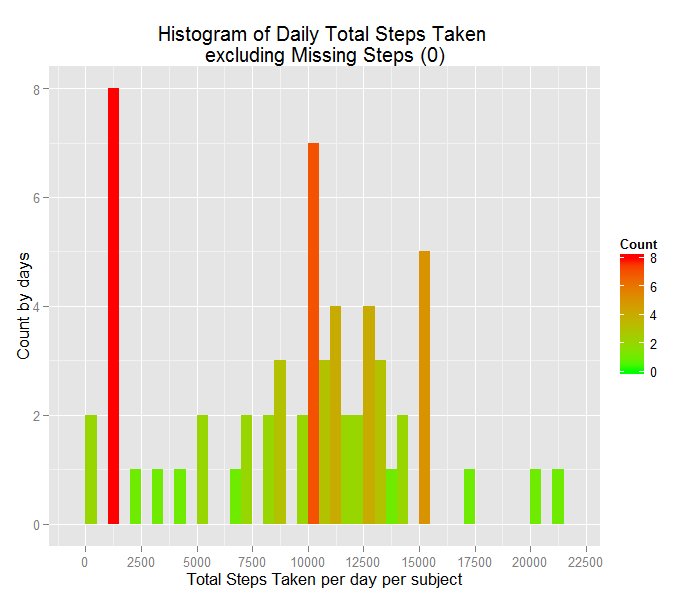 Histogram of Daily Total Steps Taken
excluding Missing Steps (0)
Count by days
8
6
4
2
0
0 2500 5000 7500 10000 12500 15000 17500 20000 22500
Total Steps Taken per day per subject
Count
8
6
4
2
0